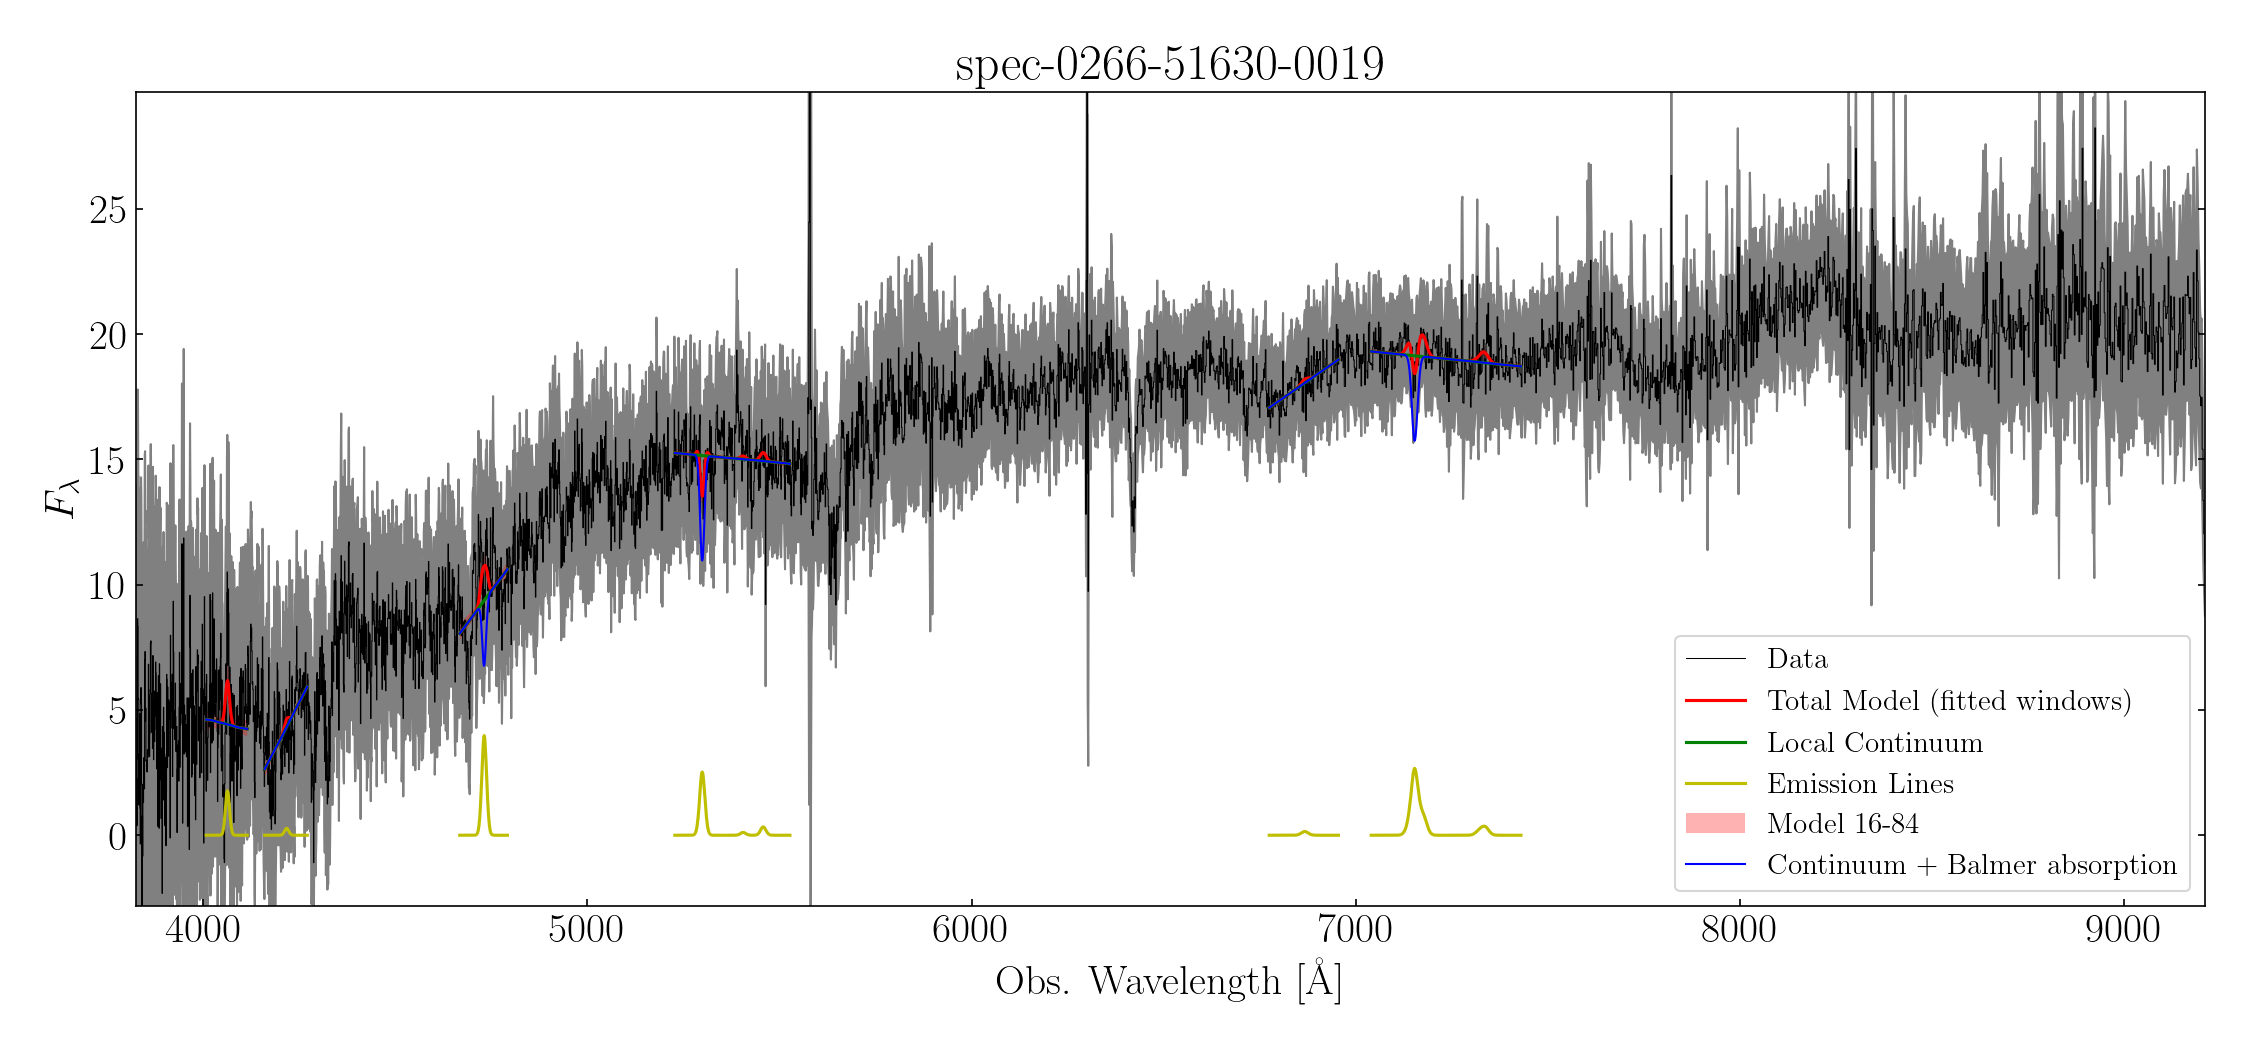 spec-0266-51630-0019
F_λ
25
20
15
10
5
0
4000 5000 6000 7000 8000 9000
Obs. Wavelength [Å]
Data
Total Model (fitted windows)
Local Continuum
Emission Lines
Model 16-84
Continuum + Balmer absorption